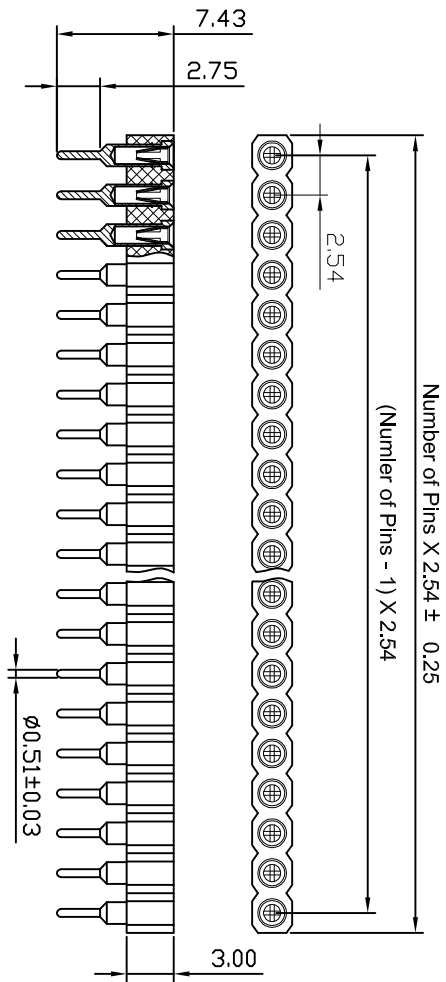 7.43
2.75
2.54
Number of Pins X 2.54 ± 0.25
(Numler of Pins - 1) X 2.54
ø0.51±0.03
3.00